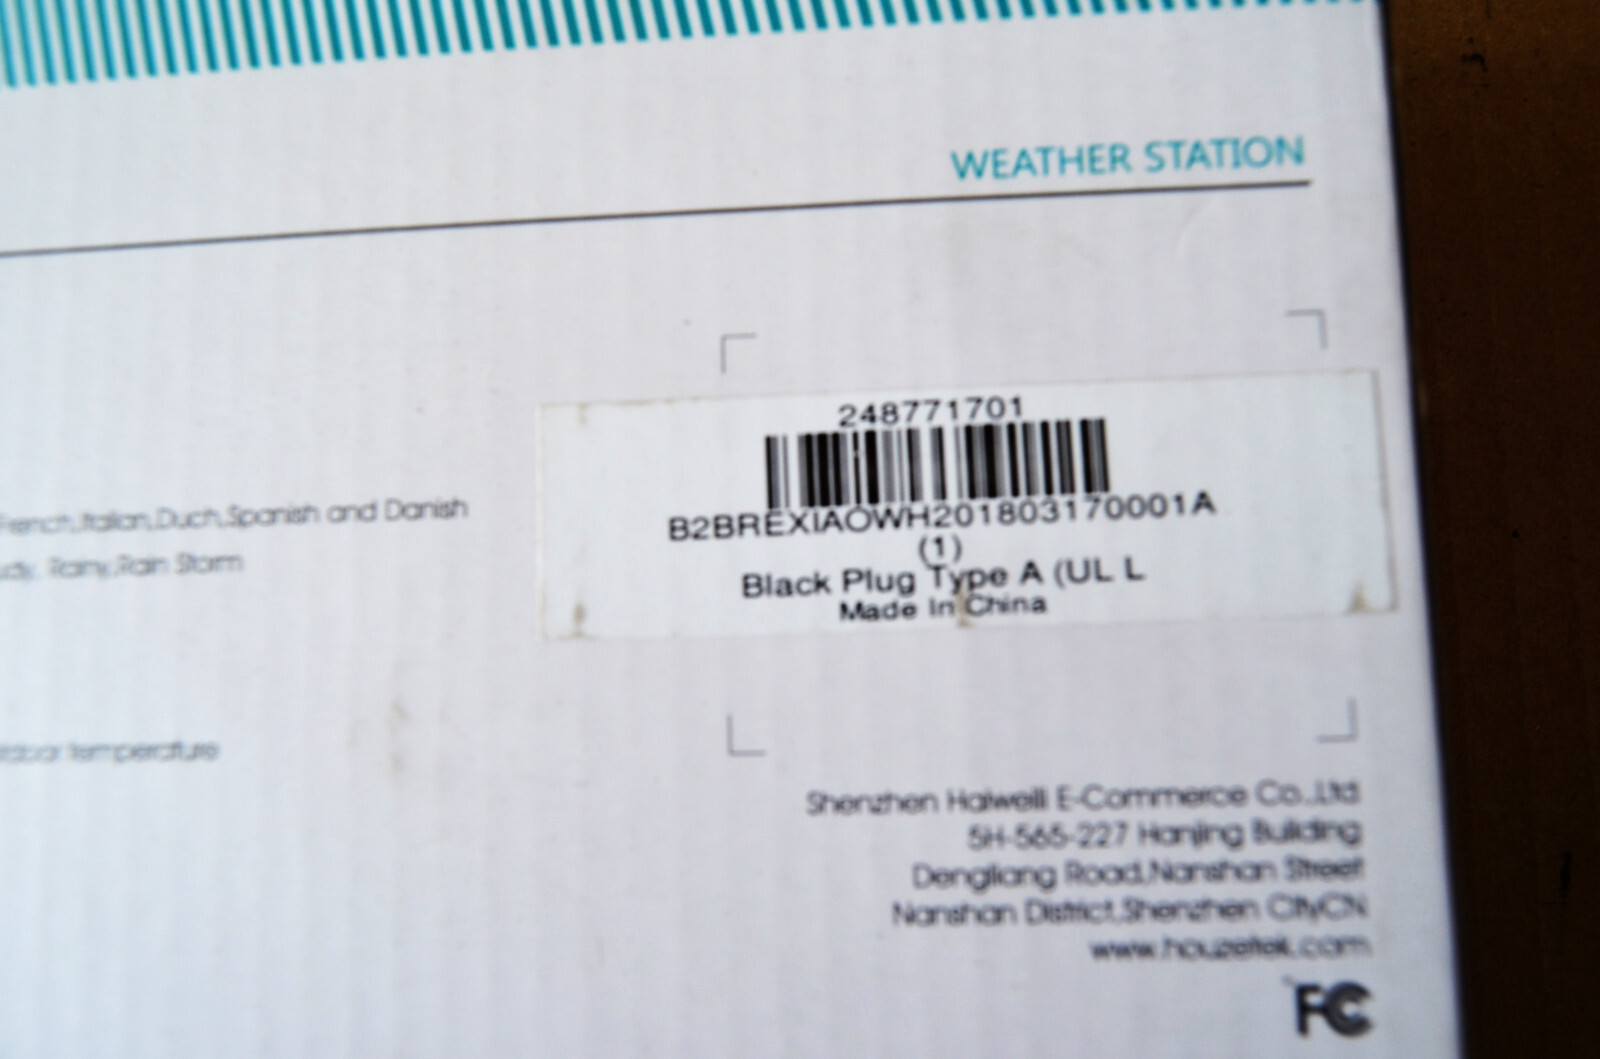 WEATHER STATION
248771701
B2BREXIAOWH201803170001A
(1)
Black Plug Type A (UL L
Made In China
French,Italian,Duch,Spanish and Danish
Rainy,Rain Storm
temperature
Shenzhen Haiweili E-Commerce Co.,Ltd
5H-565-227 Hanjing Building
Dengliang Road,Nanshan Street
Nanshan District,Shenzhen CityCN
www.houzetek.com
FC